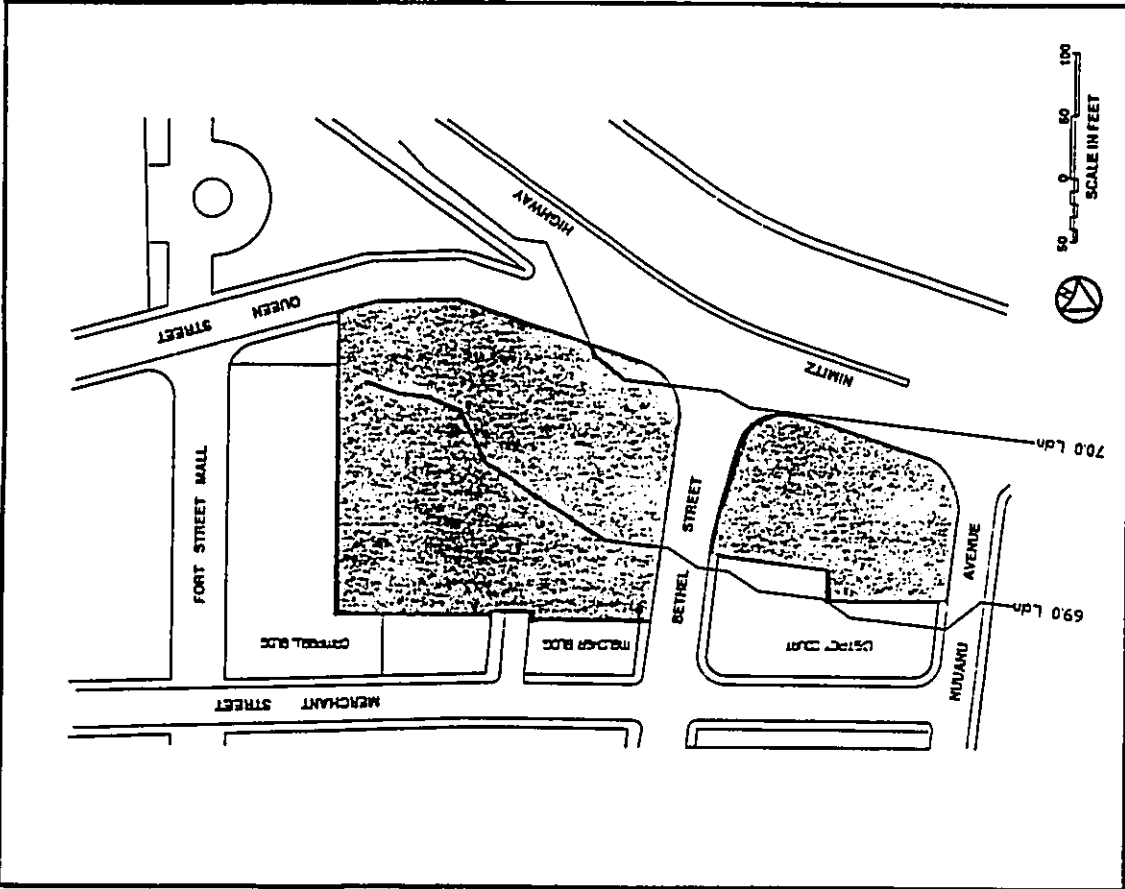 100
50
0
50
SCALE IN FEET
N
HIGHWAY
NIMITZ
QUEEN STREET
FORT STREET MALL
BETHEL STREET
NUUANU AVENUE
MERCHANT STREET
CAMPBELL BLDG
MELCHER BLDG
DISTRICT COURT
70.0 Ldn
69.0 Ldn